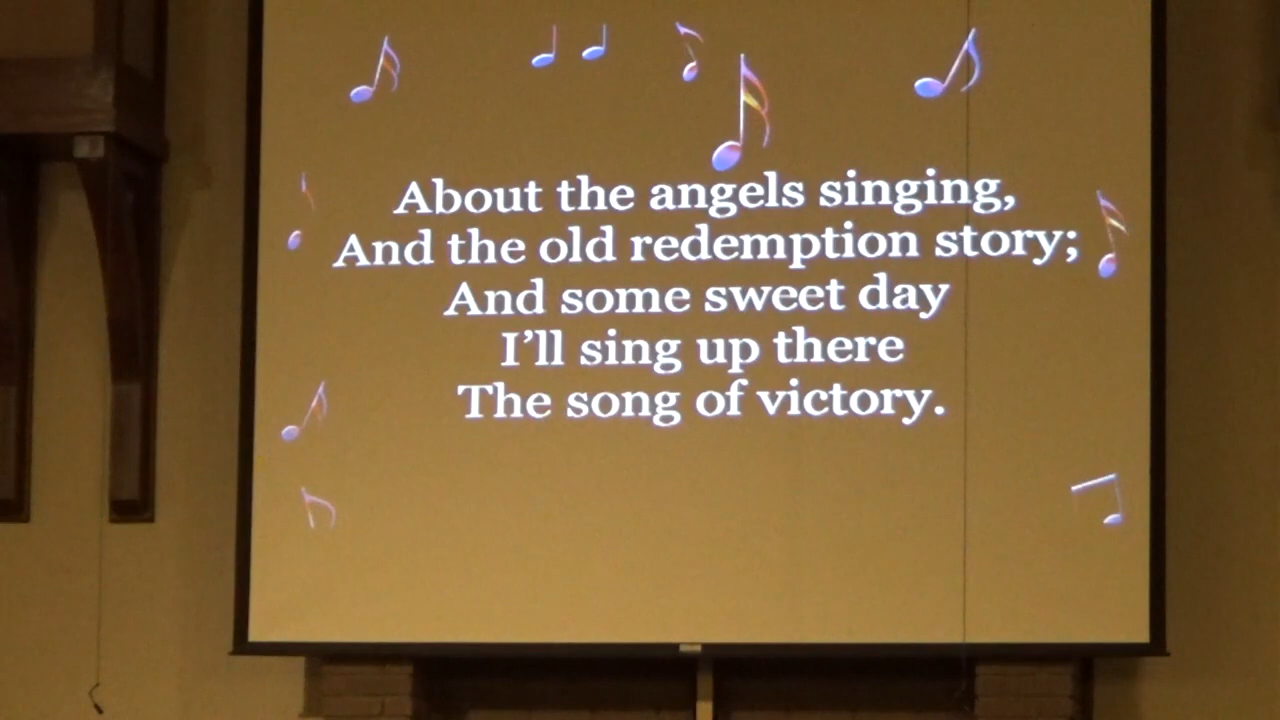 About the angels singing,
And the old redemption story;
And some sweet day
I’ll sing up there
The song of victory.